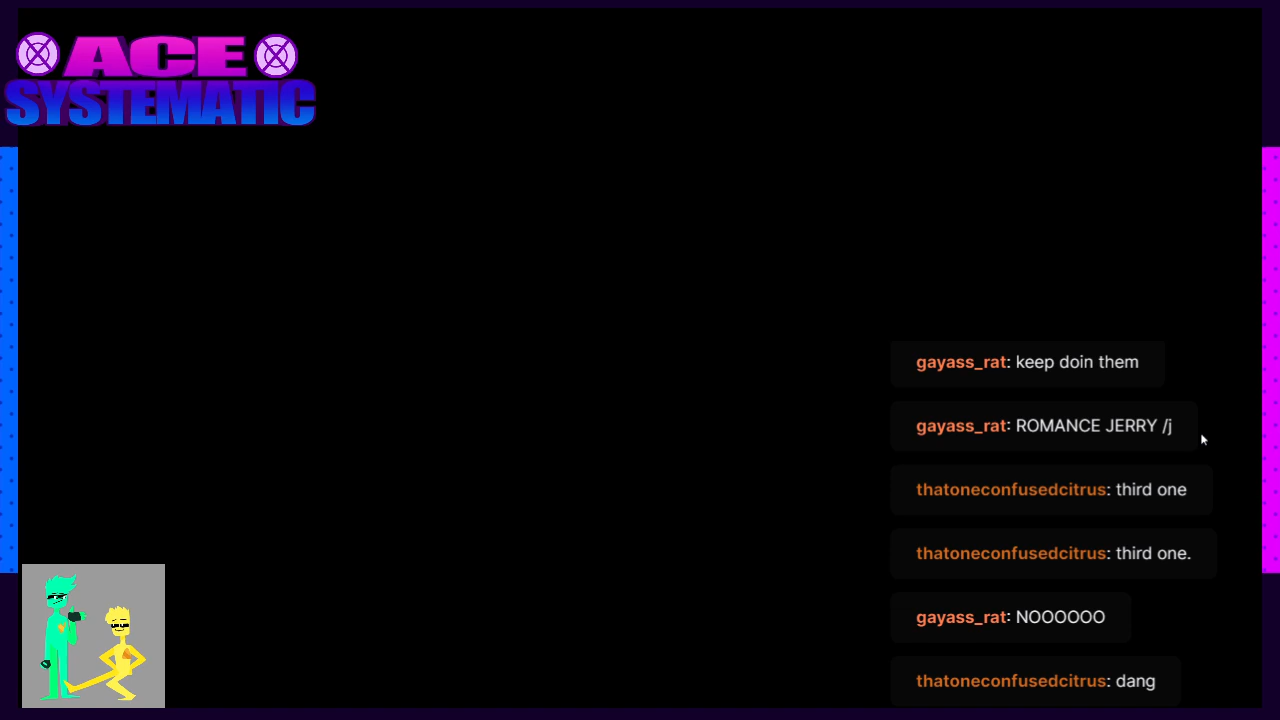 ACE
SYSTEMATIC
gayass_rat: keep doin them
gayass_rat: ROMANCE JERRY /j
thatoneconfusedcitrus: third one
thatoneconfusedcitrus: third one.
gayass_rat: NOOOOOO
thatoneconfusedcitrus: dang